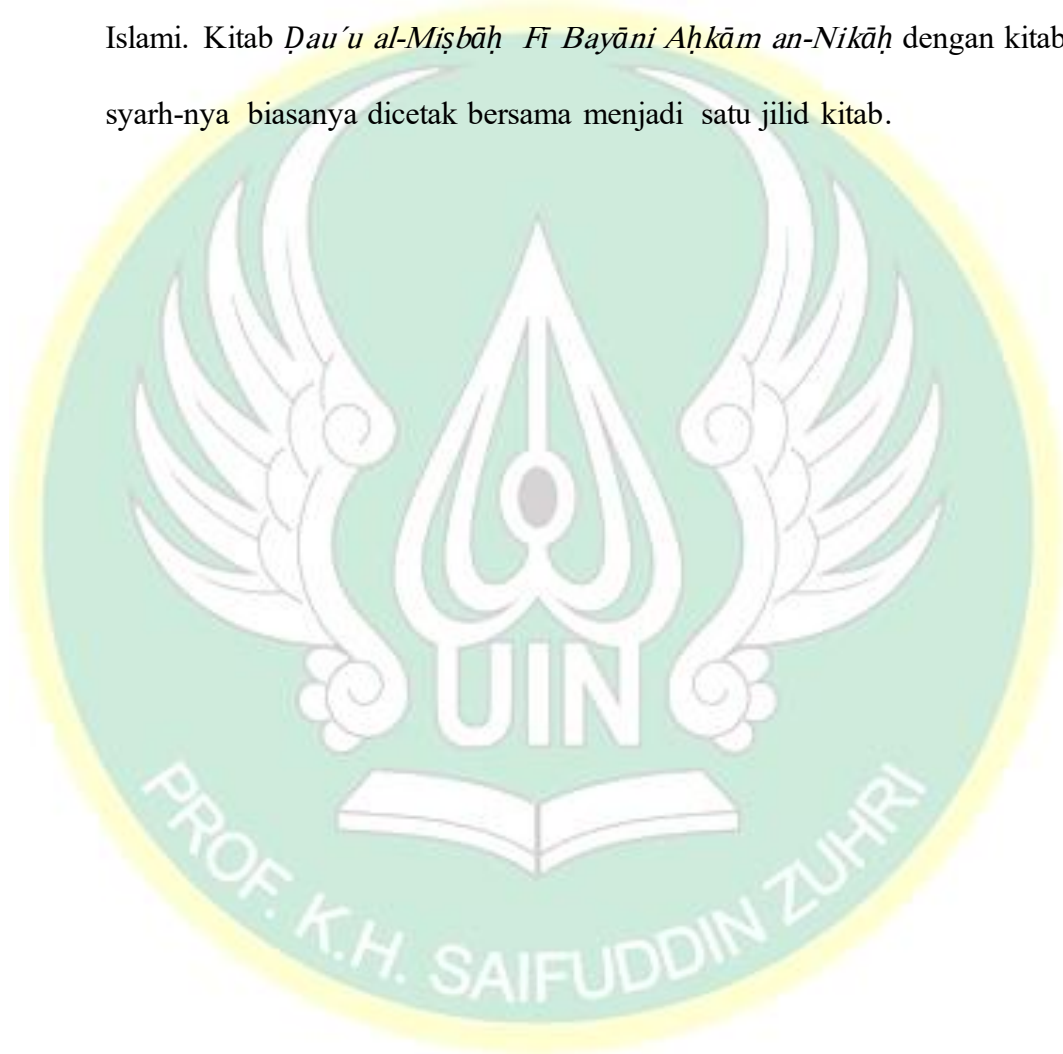 Islami. Kitab Ḍau´u al-Miṣbāḥ Fī Bayāni Aḥkām an-Nikāḥ dengan kitab
syarh-nya biasanya dicetak bersama menjadi satu jilid kitab.
UIN
PROF. K.H. SAIFUDDIN ZUHRI